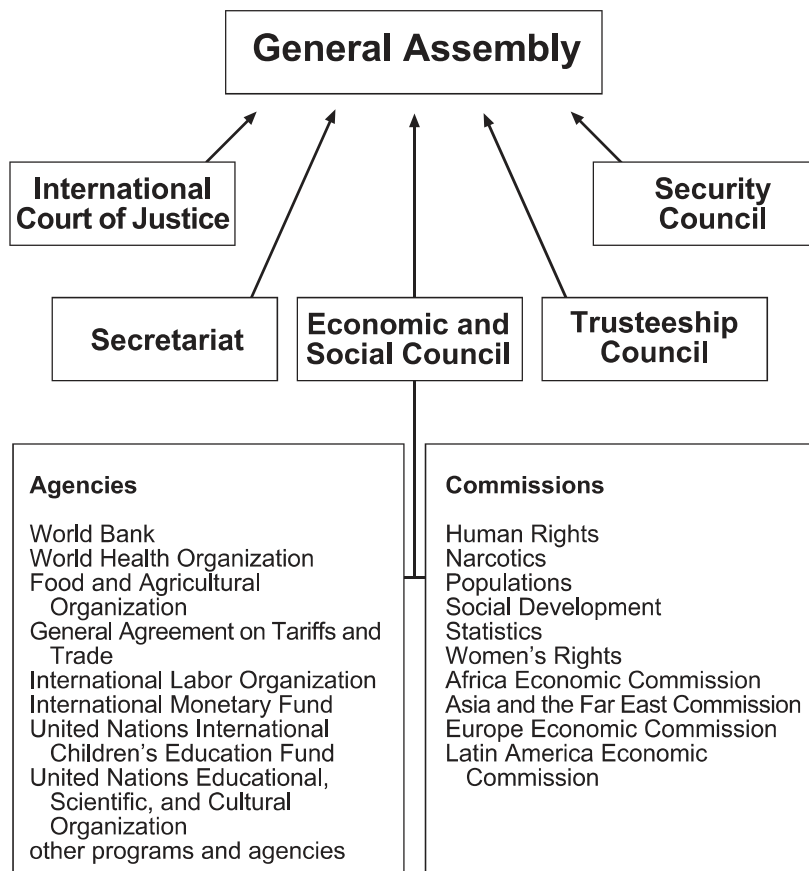 General Assembly
International
Court of Justice
Security
Council
Secretariat
Economic and
Social Council
Trusteeship
Council
Agencies
World Bank
World Health Organization
Food and Agricultural
Organization
General Agreement on Tariffs and
Trade
International Labor Organization
International Monetary Fund
United Nations International
Children's Education Fund
United Nations Educational,
Scientific, and Cultural
Organization
other programs and agencies
Commissions
Human Rights
Narcotics
Populations
Social Development
Statistics
Women's Rights
Africa Economic Commission
Asia and the Far East Commission
Europe Economic Commission
Latin America Economic
Commission